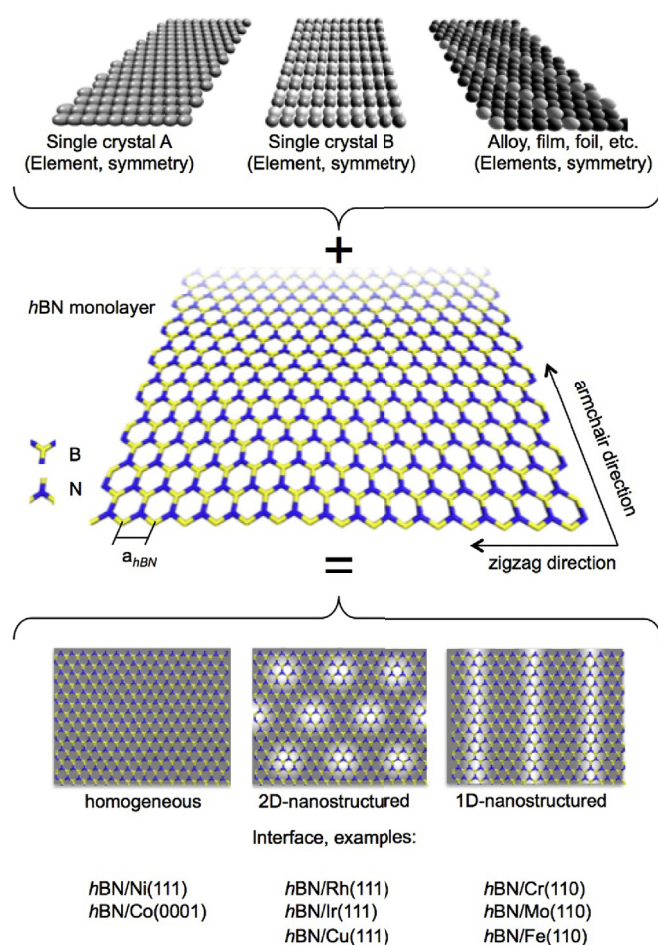 Single crystal A
(Element, symmetry)
Single crystal B
(Element, symmetry)
Alloy, film, foil, etc.
(Elements, symmetry)
+
hBN monolayer
armchair direction
B
N
a_hBN
zigzag direction
=
homogeneous
2D-nanostructured
1D-nanostructured
Interface, examples:
hBN/Ni(111)
hBN/Co(0001)
hBN/Rh(111)
hBN/Ir(111)
hBN/Cu(111)
hBN/Cr(110)
hBN/Mo(110)
hBN/Fe(110)